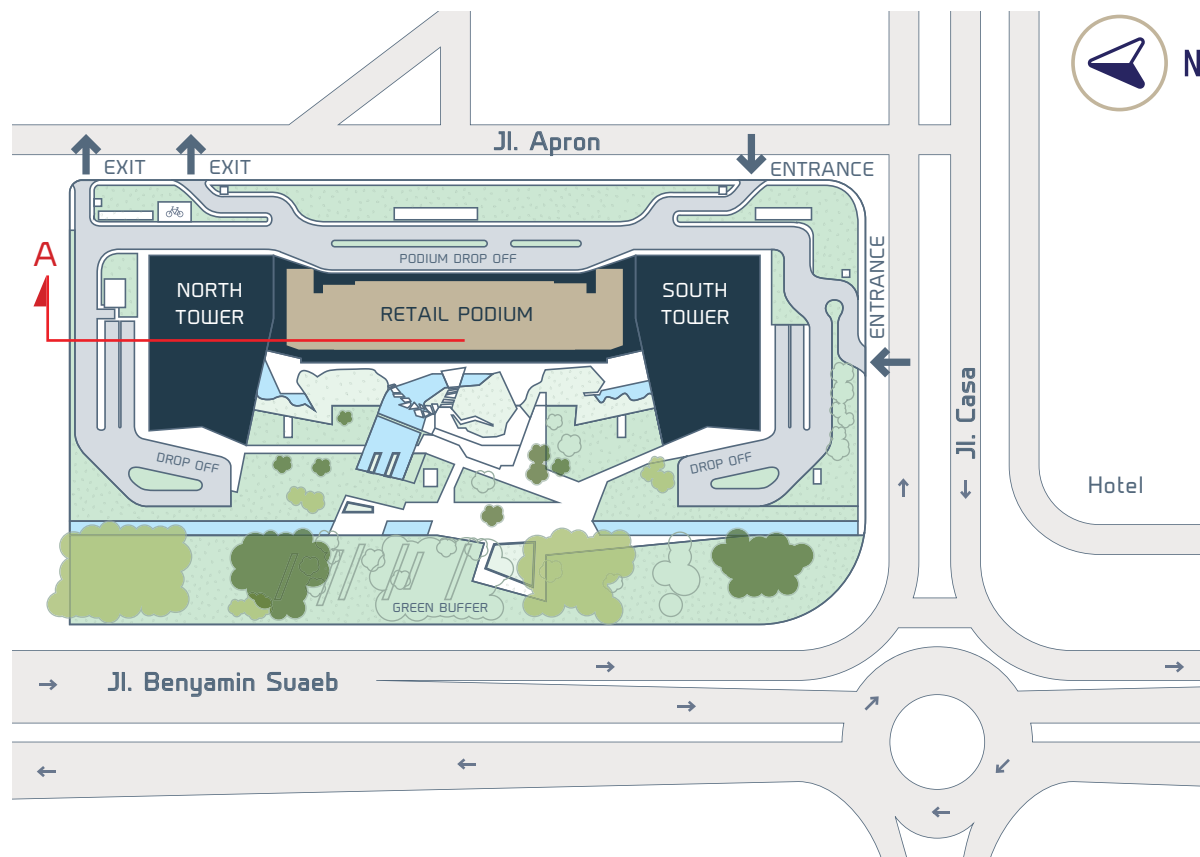 N
Jl. Apron
EXIT
EXIT
ENTRANCE
A
PODIUM DROP OFF
ENTRANCE
NORTH
TOWER
RETAIL PODIUM
SOUTH
TOWER
Jl. Casa
DROP OFF
DROP OFF
Hotel
GREEN BUFFER
Jl. Benyamin Suaeb